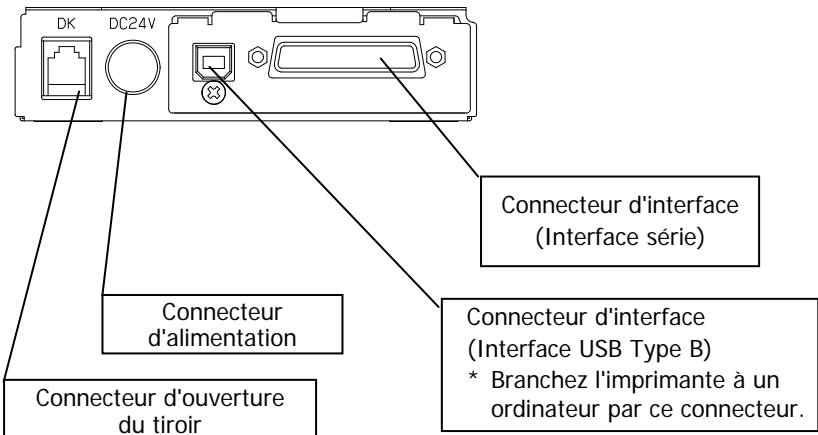 DK DC24V
Connecteur d'interface
(Interface série)
Connecteur
d'alimentation
Connecteur d'interface
(Interface USB Type B)
* Branchez l'imprimante à un
ordinateur par ce connecteur.
Connecteur d'ouverture
du tiroir